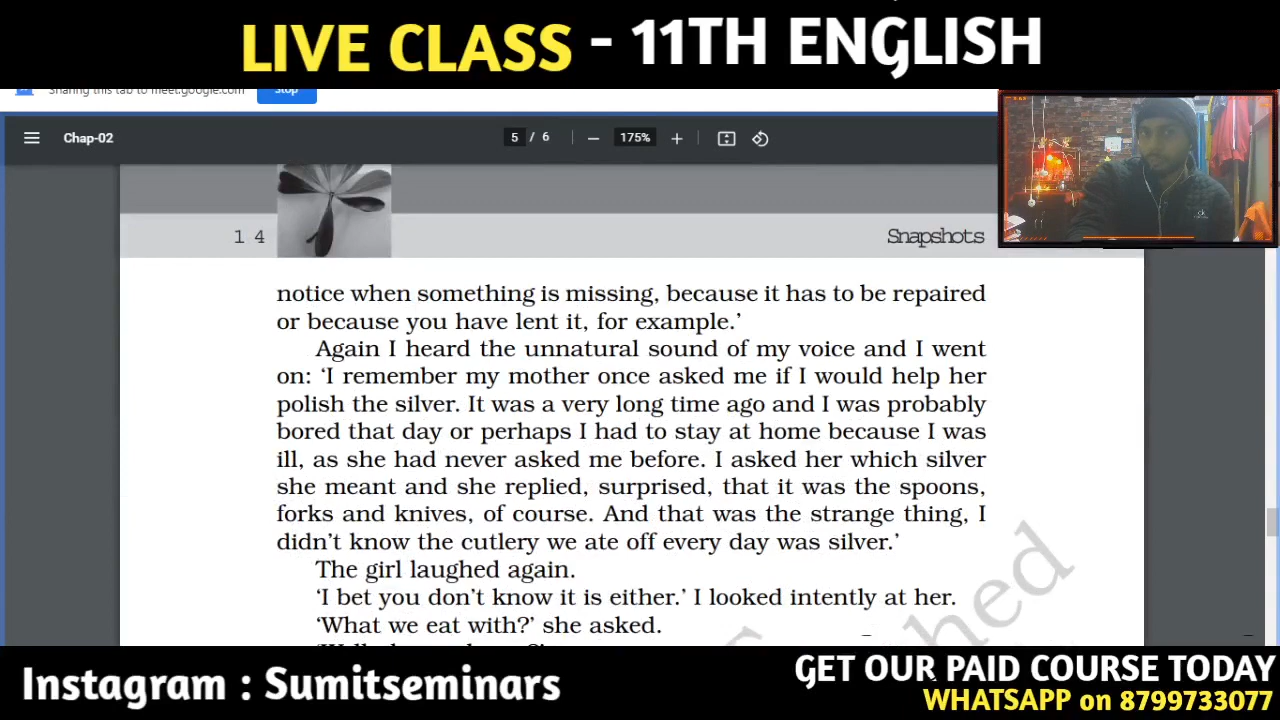 LIVE CLASS - 11TH ENGLISH
Sharing this tab to meet.google.com
Stop
Chap-02
5 / 6
175%
1 4
Snapshots
notice when something is missing, because it has to be repaired
or because you have lent it, for example.’
Again I heard the unnatural sound of my voice and I went
on: ‘I remember my mother once asked me if I would help her
polish the silver. It was a very long time ago and I was probably
bored that day or perhaps I had to stay at home because I was
ill, as she had never asked me before. I asked her which silver
she meant and she replied, surprised, that it was the spoons,
forks and knives, of course. And that was the strange thing, I
didn’t know the cutlery we ate off every day was silver.’
The girl laughed again.
‘I bet you don’t know it is either.’ I looked intently at her.
‘What we eat with?’ she asked.
Instagram : Sumitseminars
GET OUR PAID COURSE TODAY
WHATSAPP on 8799733077